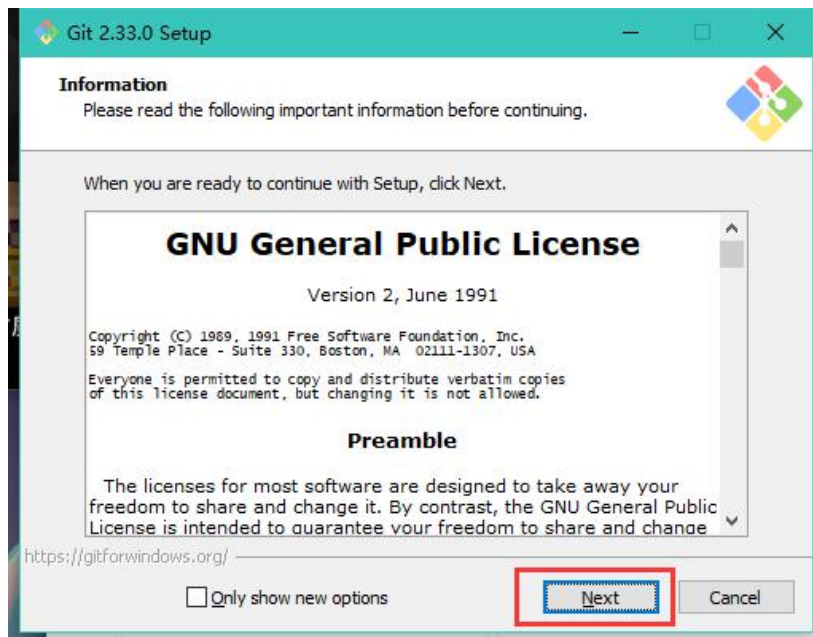 Git 2.33.0 Setup
Information
Please read the following important information before continuing.
When you are ready to continue with Setup, click Next.
GNU General Public License
Version 2, June 1991
Copyright (C) 1989, 1991 Free Software Foundation, Inc.
59 Temple Place - Suite 330, Boston, MA 02111-1307, USA
Everyone is permitted to copy and distribute verbatim copies
of this license document, but changing it is not allowed.
Preamble
The licenses for most software are designed to take away your
freedom to share and change it. By contrast, the GNU General Public
License is intended to guarantee your freedom to share and change
https://gitforwindows.org/
Only show new options
Next
Cancel